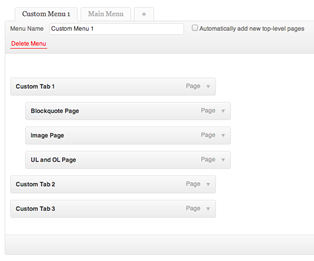 Custom Menu 1 Main Menu +
Menu Name Custom Menu 1 Automatically add new top-level pages
Delete Menu
Custom Tab 1 Page
Blockquote Page Page
Image Page Page
UL and OL Page Page
Custom Tab 2 Page
Custom Tab 3 Page